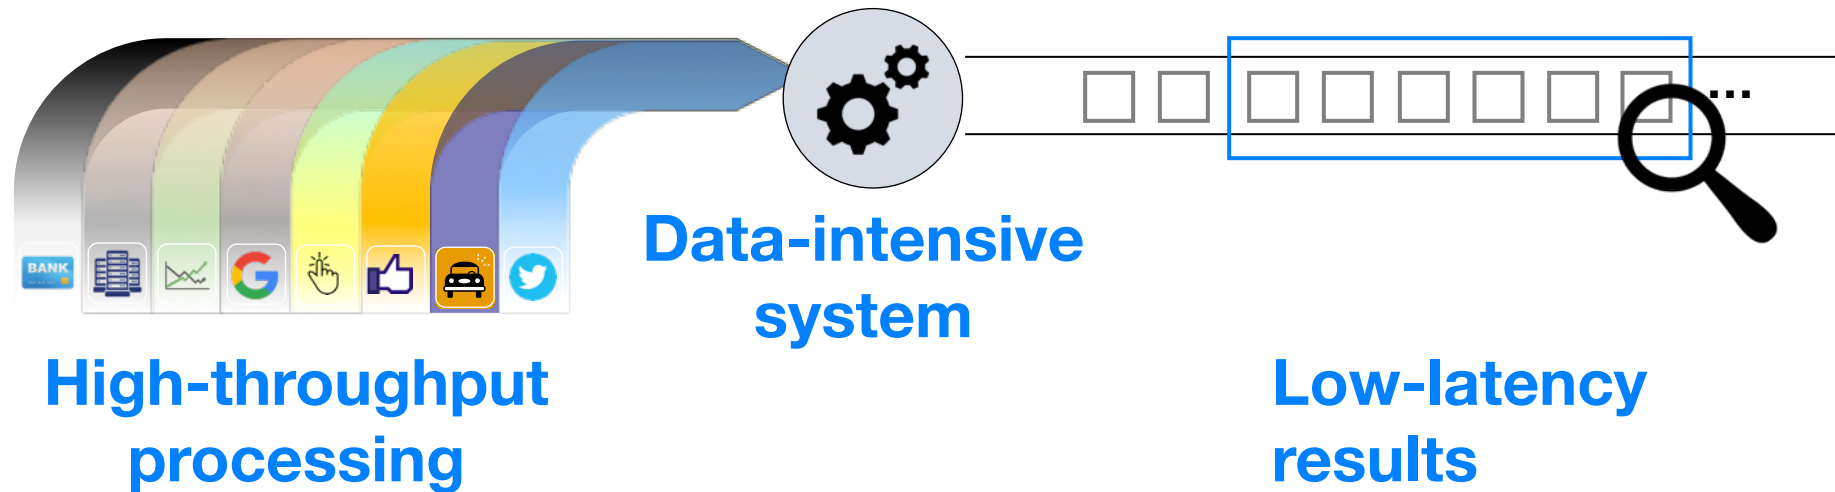 BANK
...
Data-intensive
system
High-throughput
processing
Low-latency
results